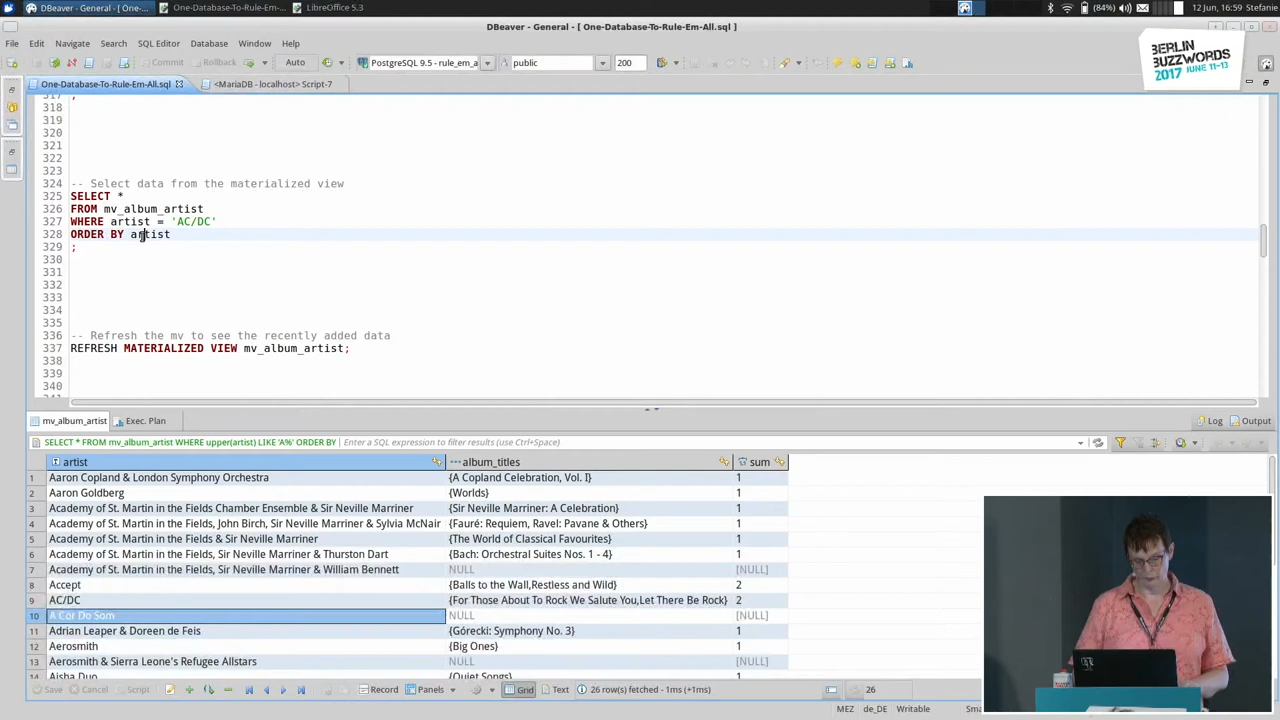 DBeaver - General - [ One-...
One-Database-To-Rule-Em-...
LibreOffice 5.3
(84%)
12 Jun, 16:59
Stefanie
DBeaver - General - [ One-Database-To-Rule-Em-All.sql ]
File Edit Navigate Search SQL Editor Database Window Help
Commit Rollback Auto PostgreSQL 9.5 - rule_em_a public 200
BERLIN
BUZZWORDS
2017 JUNE 11-13
One-Database-To-Rule-Em-All.sql
<MariaDB - localhost> Script-7
317 ;
318
319
320
321
322
323
324 -- Select data from the materialized view
325 SELECT *
326 FROM mv_album_artist
327 WHERE artist = 'AC/DC'
328 ORDER BY artist
329 ;
330
331
332
333
334
335
336 -- Refresh the mv to see the recently added data
337 REFRESH MATERIALIZED VIEW mv_album_artist;
338
339
340
mv_album_artist Exec. Plan Log Output
SELECT * FROM mv_album_artist WHERE upper(artist) LIKE 'A%' ORDER BY Enter a SQL expression to filter results (use Ctrl+Space)
artist album_titles sum
1 Aaron Copland & London Symphony Orchestra {A Copland Celebration, Vol. I} 1
2 Aaron Goldberg {Worlds} 1
3 Academy of St. Martin in the Fields Chamber Ensemble & Sir Neville Marriner {Sir Neville Marriner: A Celebration} 1
4 Academy of St. Martin in the Fields, John Birch, Sir Neville Marriner & Sylvia McNair {Fauré: Requiem, Ravel: Pavane & Others} 1
5 Academy of St. Martin in the Fields & Sir Neville Marriner {The World of Classical Favourites} 1
6 Academy of St. Martin in the Fields, Sir Neville Marriner & Thurston Dart {Bach: Orchestral Suites Nos. 1 - 4} 1
7 Academy of St. Martin in the Fields, Sir Neville Marriner & William Bennett NULL [NULL]
8 Accept {Balls to the Wall,Restless and Wild} 2
9 AC/DC {For Those About To Rock We Salute You,Let There Be Rock} 2
10 A Cor Do Som NULL [NULL]
11 Adrian Leaper & Doreen de Feis {Górecki: Symphony No. 3} 1
12 Aerosmith {Big Ones} 1
13 Aerosmith & Sierra Leone's Refugee Allstars NULL [NULL]
14 Aisha Duo {Quiet Songs} 1
Save Cancel Script Record Panels Grid Text 26 row(s) fetched - 1ms (+1ms) 26
MEZ de_DE Writable